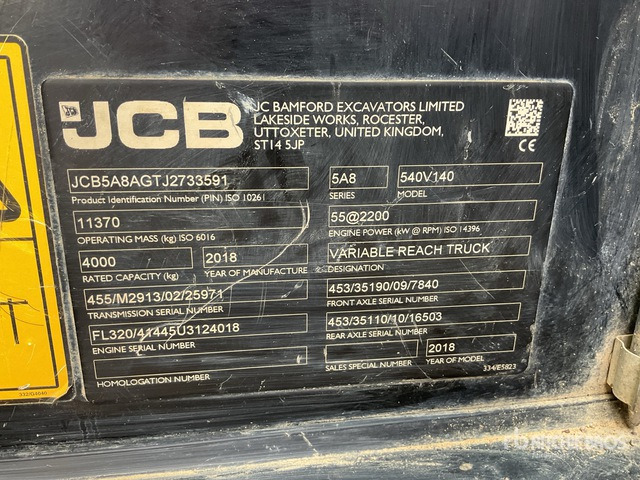 JCB
JC BAMFORD EXCAVATORS LIMITED
LAKESIDE WORKS, ROCESTER,
UTTOXETER, UNITED KINGDOM,
ST14 5JP
CE
JCB5A8AGTJ2733591
Product Identification Number (PIN) ISO 10261
5A8
SERIES
540V140
MODEL
11370
OPERATING MASS (kg) ISO 6016
55@2200
ENGINE POWER (kW @ RPM) ISO 14396
4000
RATED CAPACITY (kg)
2018
YEAR OF MANUFACTURE
VARIABLE REACH TRUCK
DESIGNATION
455/M2913/02/25971
TRANSMISSION SERIAL NUMBER
453/35190/09/7840
FRONT AXLE SERIAL NUMBER
FL320/41445U3124018
ENGINE SERIAL NUMBER
453/35110/10/16503
REAR AXLE SERIAL NUMBER
HOMOLOGATION NUMBER
SALES SPECIAL NUMBER
2018
YEAR OF MODEL
334/E5823
T